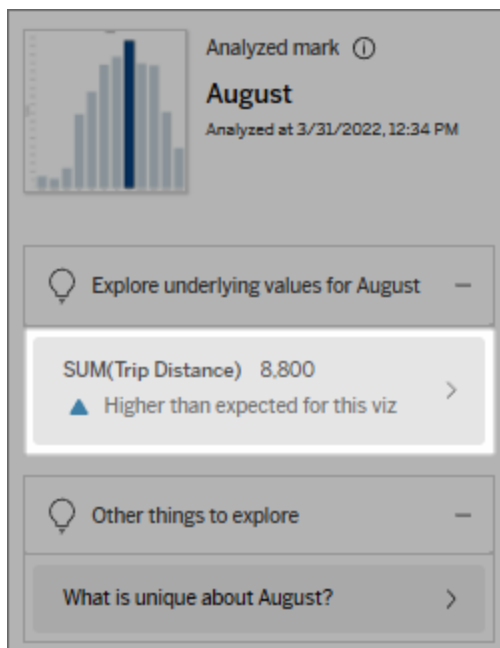 Analyzed mark
August
Analyzed at 3/31/2022, 12:34 PM
Explore underlying values for August
SUM(Trip Distance) 8,800
Higher than expected for this viz
Other things to explore
What is unique about August?